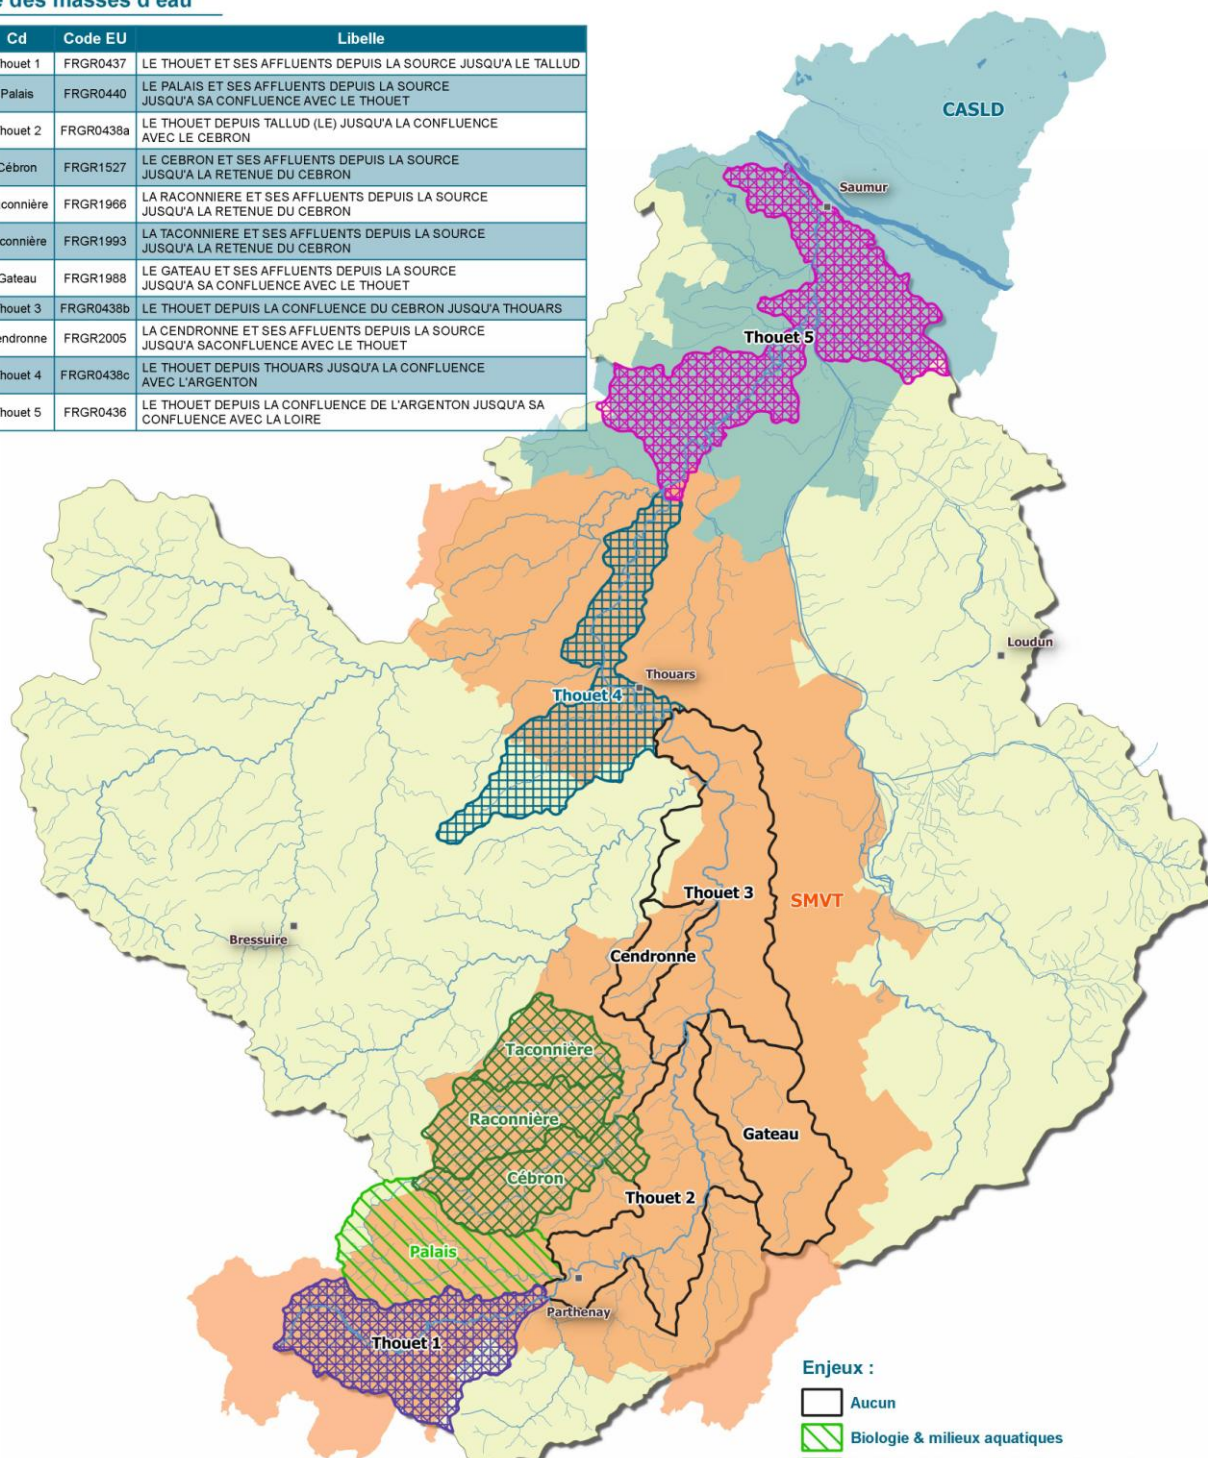 des masses d'eau
Cd Code EU Libelle
houet 1 FRGR0437 LE THOUET ET SES AFFLUENTS DEPUIS LA SOURCE JUSQU'A LE TALLUD
Palais FRGR0440 LE PALAIS ET SES AFFLUENTS DEPUIS LA SOURCE
JUSQU'A SA CONFLUENCE AVEC LE THOUET
houet 2 FRGR0438a LE THOUET DEPUIS TALLUD (LE) JUSQU'A LA CONFLUENCE
AVEC LE CEBRON
Cébron FRGR1527 LE CEBRON ET SES AFFLUENTS DEPUIS LA SOURCE
JUSQU'A LA RETENUE DU CEBRON
connière FRGR1966 LA RACONNIERE ET SES AFFLUENTS DEPUIS LA SOURCE
JUSQU'A LA RETENUE DU CEBRON
connière FRGR1993 LA TACONNIERE ET SES AFFLUENTS DEPUIS LA SOURCE
JUSQU'A LA RETENUE DU CEBRON
Gateau FRGR1988 LE GATEAU ET SES AFFLUENTS DEPUIS LA SOURCE
JUSQU'A SA CONFLUENCE AVEC LE THOUET
houet 3 FRGR0438b LE THOUET DEPUIS LA CONFLUENCE DU CEBRON JUSQU'A THOUARS
endronne FRGR2005 LA CENDRONNE ET SES AFFLUENTS DEPUIS LA SOURCE
JUSQU'A SACONFLUENCE AVEC LE THOUET
houet 4 FRGR0438c LE THOUET DEPUIS THOUARS JUSQU'A LA CONFLUENCE
AVEC L'ARGENTON
houet 5 FRGR0436 LE THOUET DEPUIS LA CONFLUENCE DE L'ARGENTON JUSQU'A SA
CONFLUENCE AVEC LA LOIRE
CASLD
Saumur
Thouet 5
Loudun
Thouars
Thouet 4
Thouet 3
SMVT
Bressuire
Cendronne
Taconnière
Raconnière
Gateau
Cébron
Thouet 2
Palais
Parthenay
Thouet 1
Enjeux :
Aucun
Biologie & milieux aquatiques